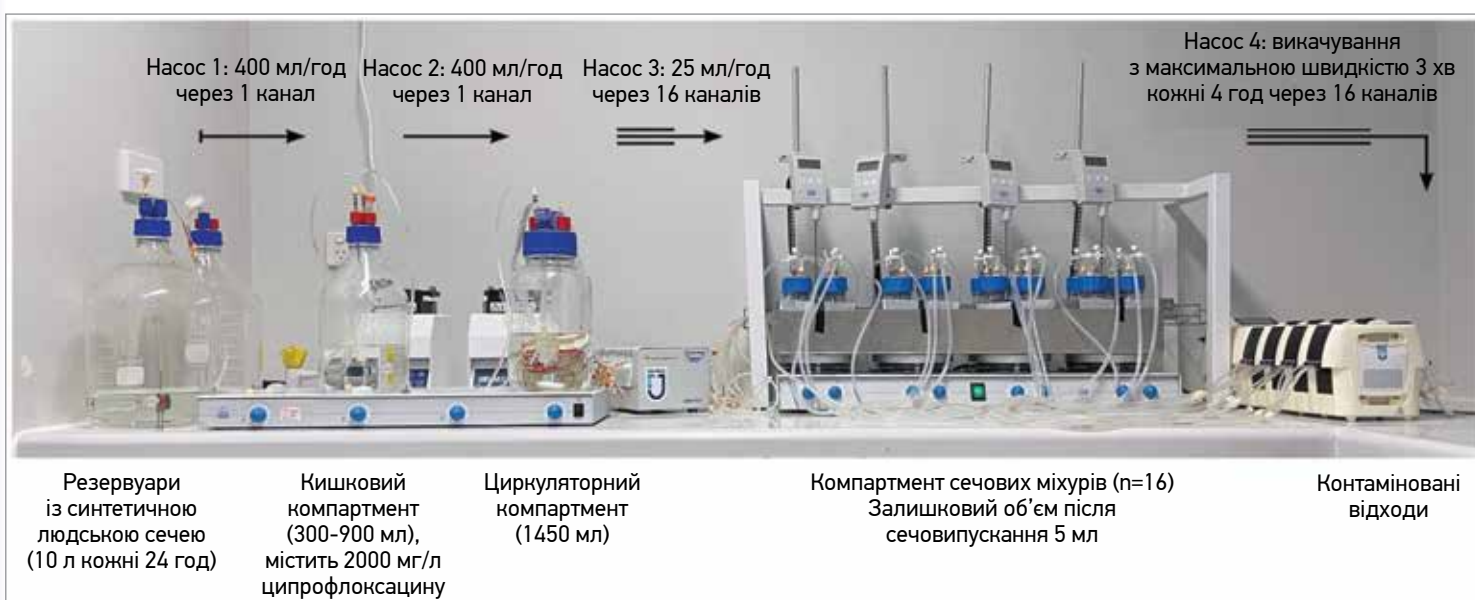 Насос 1: 400 мл/год
через 1 канал
Насос 2: 400 мл/год
через 1 канал
Насос 3: 25 мл/год
через 16 каналів
Насос 4: викачування
з максимальною швидкістю 3 хв
кожні 4 год через 16 каналів
Резервуари
із синтетичною
людською сечею
(10 л кожні 24 год)
Кишковий
компартмент
(300-900 мл),
містить 2000 мг/л
ципрофлоксацину
Циркуляторний
компартмент
(1450 мл)
Компартмент сечових міхурів (n=16)
Залишковий об’єм після
сечовипускання 5 мл
Контаміновані
відходи